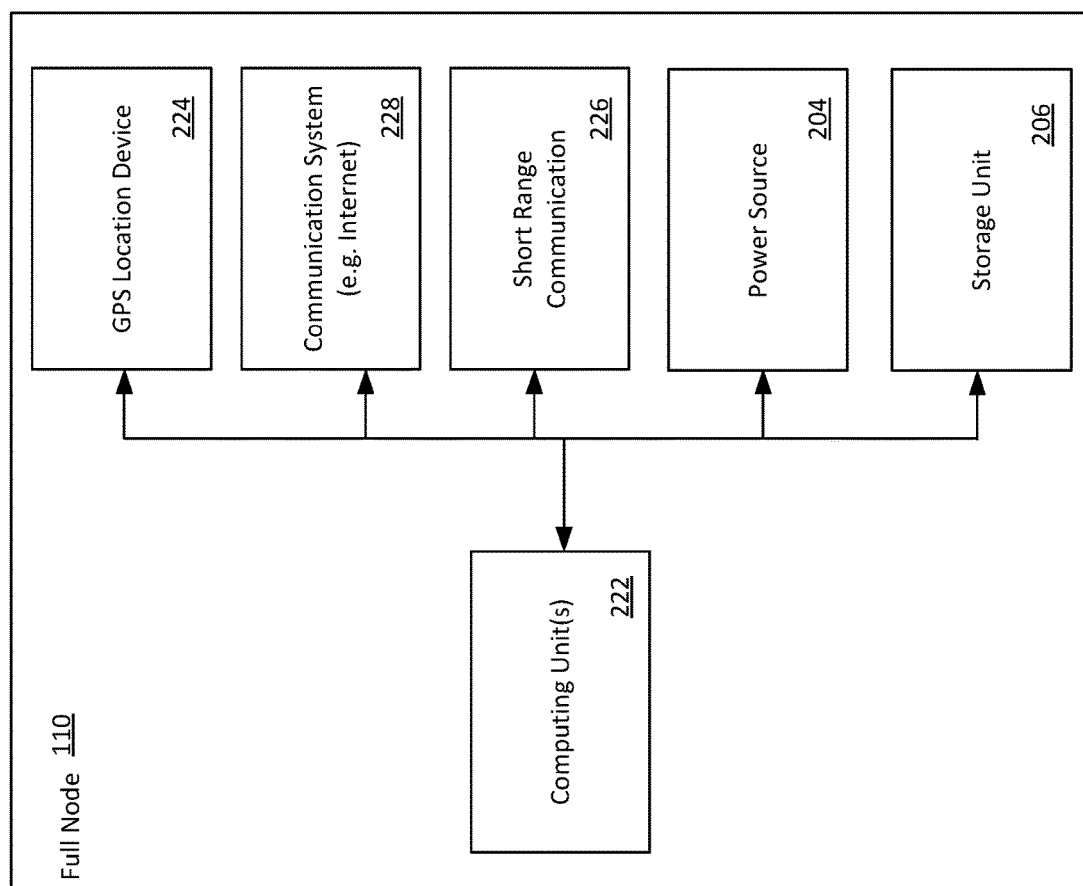 Full Node 110
Computing Unit(s)
222
GPS Location Device
224
Communication System
(e.g. Internet)
228
Short Range
Communication
226
Power Source
204
Storage Unit
206